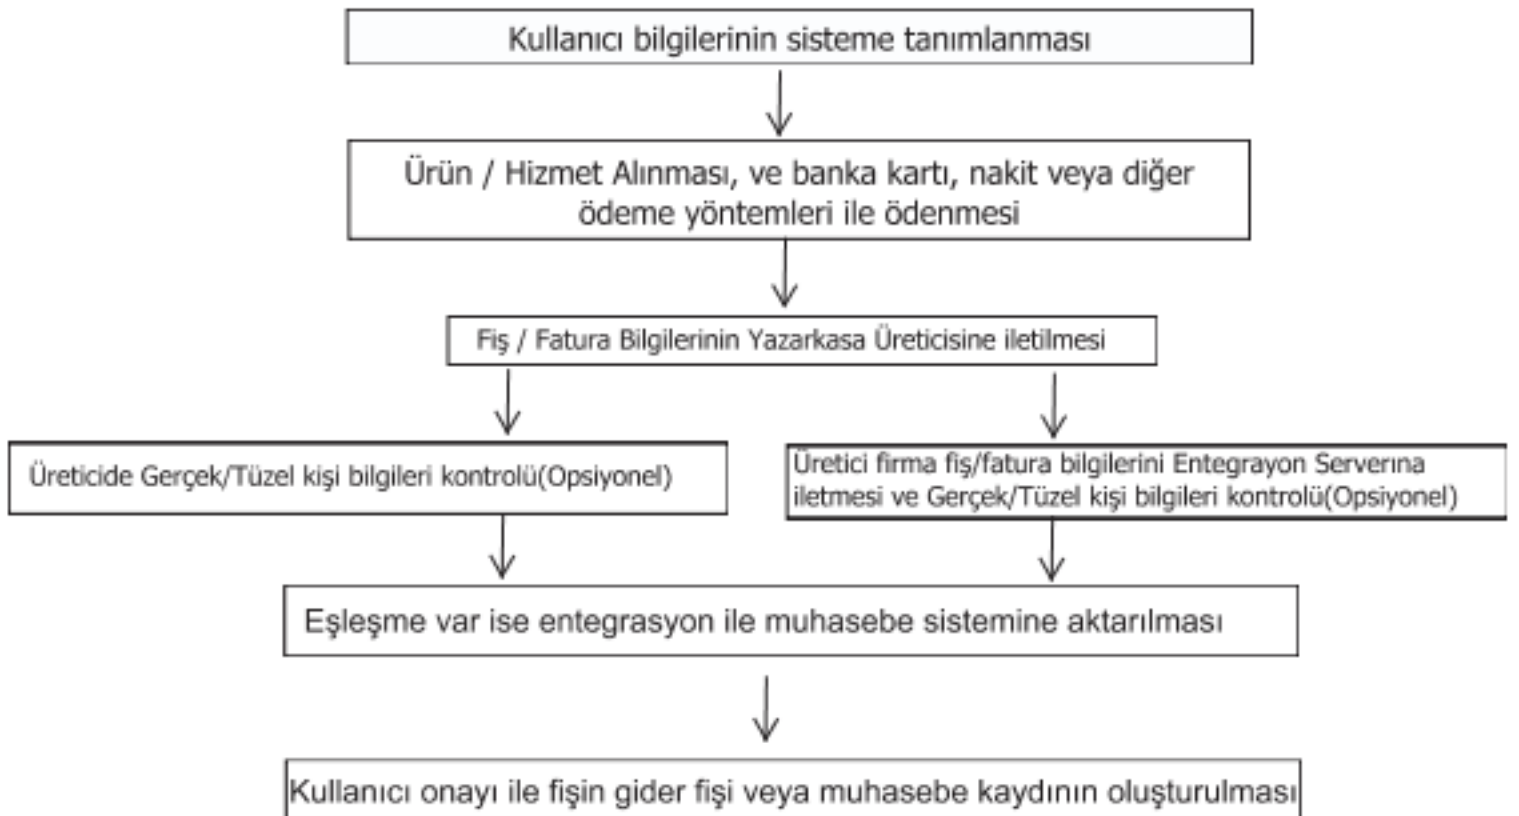 Kullanıcı bilgilerinin sisteme tanımlanması
Ürün / Hizmet Alınması, ve banka kartı, nakit veya diğer
ödeme yöntemleri ile ödenmesi
Fiş / Fatura Bilgilerinin Yazarkasa Üreticisine iletilmesi
Üreticide Gerçek/Tüzel kişi bilgileri kontrolü(Opsiyonel)
Üretici firma fiş/fatura bilgilerini Entegrayon Serverına
iletmesi ve Gerçek/Tüzel kişi bilgileri kontrolü(Opsiyonel)
Eşleşme var ise entegrasyon ile muhasebe sistemine aktarılması
Kullanıcı onayı ile fişin gider fişi veya muhasebe kaydının oluşturulması